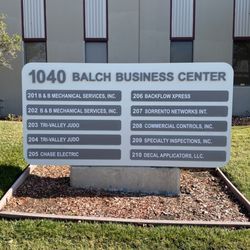 1040 BALCH BUSINESS CENTER
201 B & B MECHANICAL SERVICES, INC.
202 B & B MECHANICAL SERVICES, INC.
203 TRI-VALLEY JUDO
204 TRI-VALLEY JUDO
205 CHASE ELECTRIC
206 BACKFLOW XPRESS
207 SORRENTO NETWORKS INT.
208 COMMERCIAL CONTROLS, INC.
209 SPECIALTY INSPECTIONS, INC.
210 DECAL APPLICATORS, LLC.